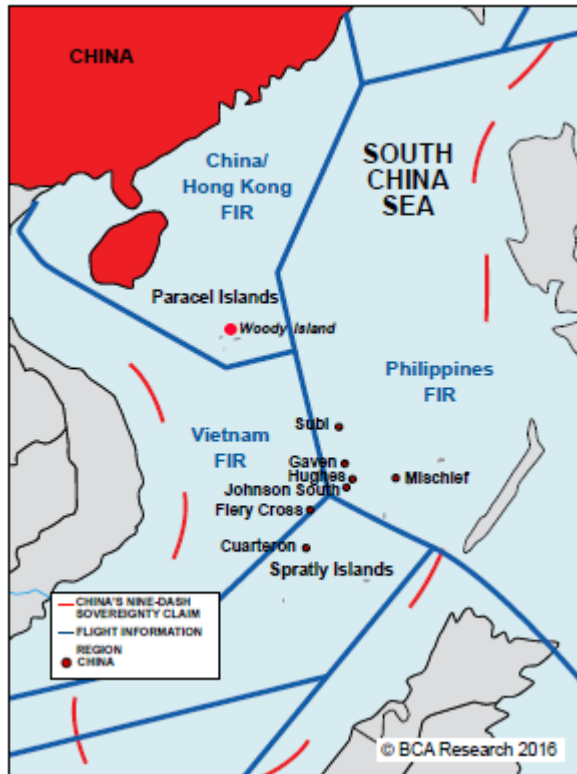 CHINA
China/
Hong Kong
FIR
SOUTH
CHINA
SEA
Paracel Islands
Woody Island
Philippines
FIR
Vietnam
FIR
Subi
Gaven
Hughes
Mischief
Johnson South
Fiery Cross
Cuarteron
Spratly Islands
CHINA'S NINE-DASH
SOVEREIGNTY CLAIM
FLIGHT INFORMATION
REGION
CHINA
© BCA Research 2016